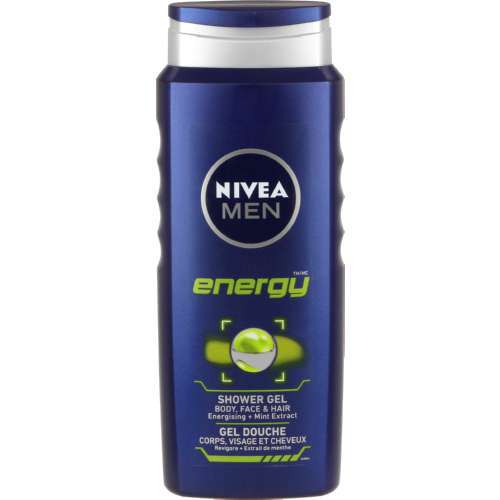 NIVEA
MEN
energy TM/MC
SHOWER GEL
BODY, FACE & HAIR
Energising + Mint Extract
GEL DOUCHE
CORPS, VISAGE ET CHEVEUX
Revigore + Extrait de menthe